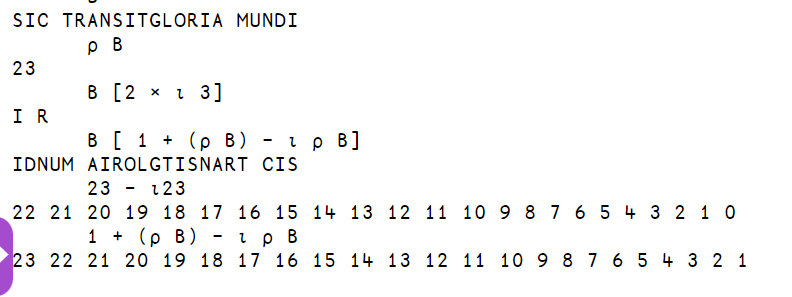 SIC TRANSITGLORIA MUNDI
⍴ B
23
B [2 × ⍳ 3]
I R
B [ 1 + (⍴ B) - ⍳ ⍴ B]
IDNUM AIROLGTISNART CIS
23 - ⍳23
22 21 20 19 18 17 16 15 14 13 12 11 10 9 8 7 6 5 4 3 2 1 0
1 + (⍴ B) - ⍳ ⍴ B
23 22 21 20 19 18 17 16 15 14 13 12 11 10 9 8 7 6 5 4 3 2 1